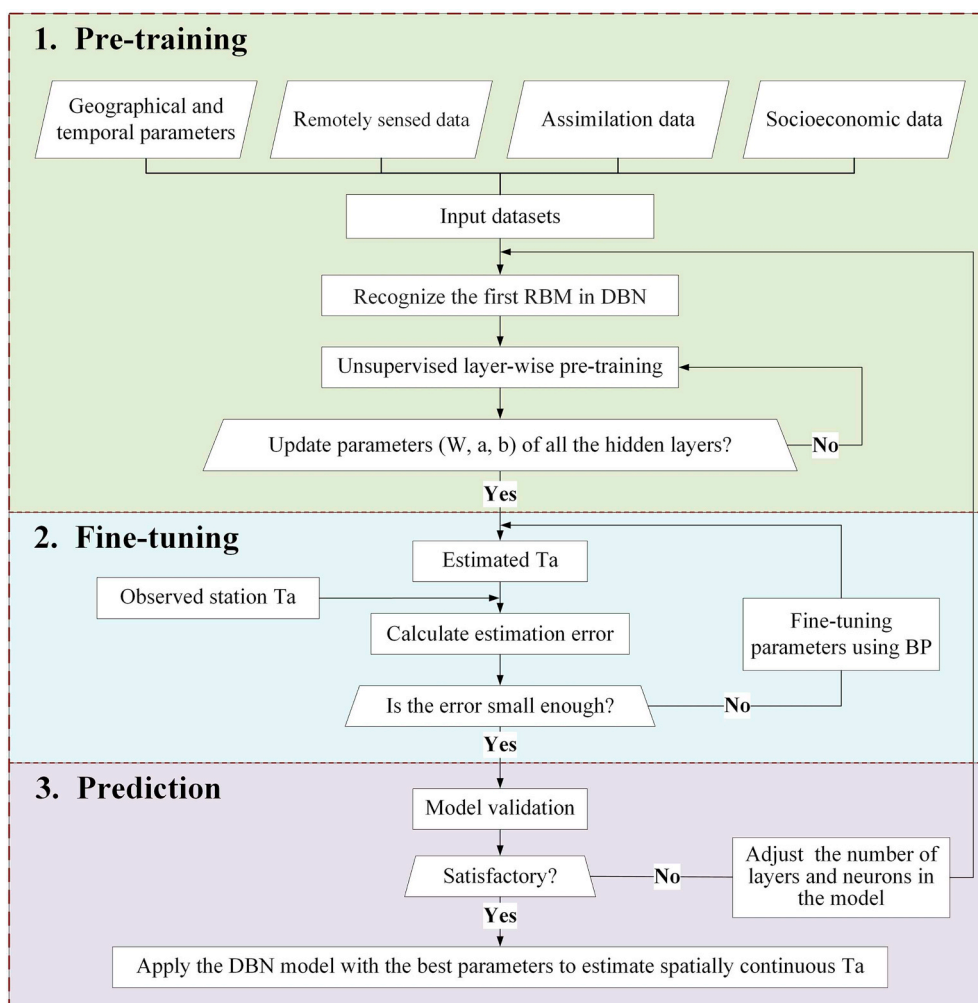 1. Pre-training
Geographical and
temporal parameters
Remotely sensed data
Assimilation data
Socioeconomic data
Input datasets
Recognize the first RBM in DBN
Unsupervised layer-wise pre-training
Update parameters (W, a, b) of all the hidden layers?
No
Yes
2. Fine-tuning
Estimated Ta
Observed station Ta
Calculate estimation error
Fine-tuning
parameters using BP
Is the error small enough?
No
Yes
3. Prediction
Model validation
Satisfactory?
No
Adjust the number of
layers and neurons in
the model
Yes
Apply the DBN model with the best parameters to estimate spatially continuous Ta